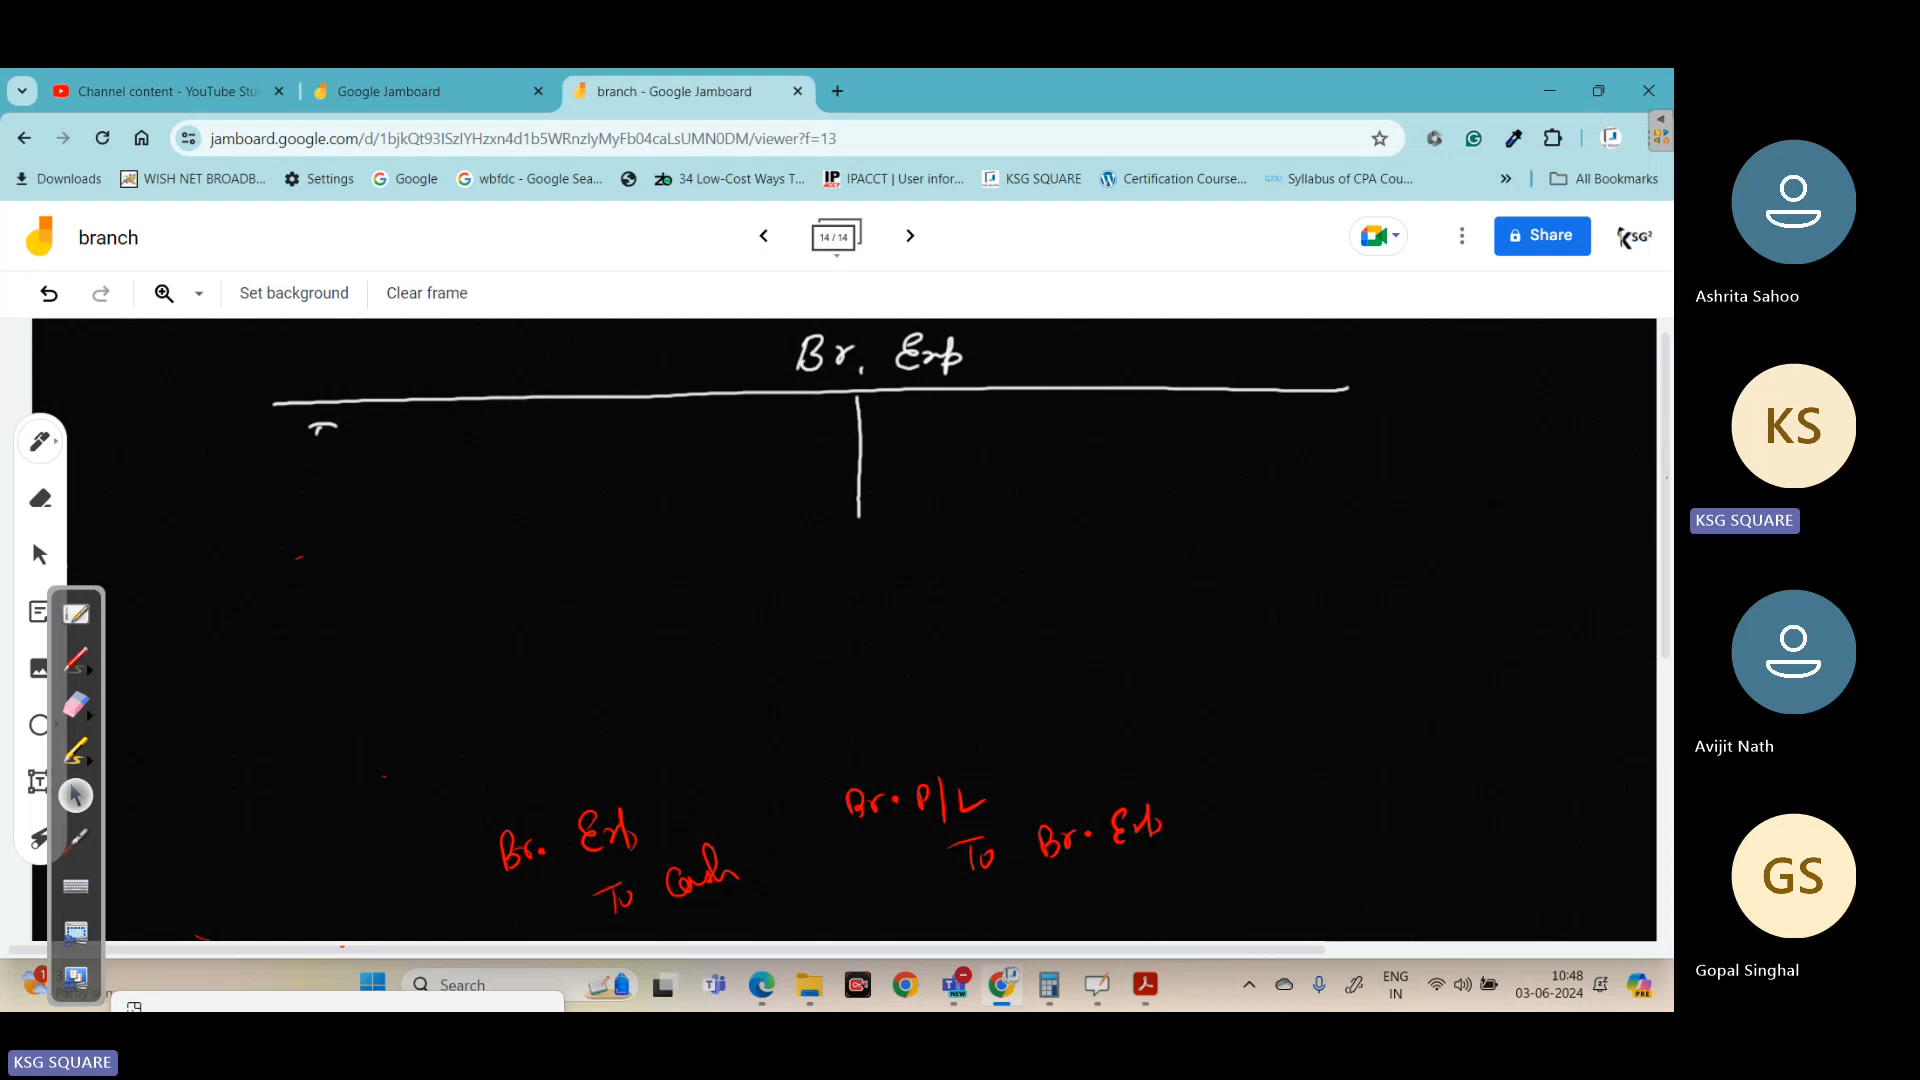 Channel content - YouTube Stu
Google Jamboard
branch - Google Jamboard
jamboard.google.com/d/1bjkQt93ISzIYHzxn4d1b5WRnzIyMyFb04caLsUMN0DM/viewer?f=13
Downloads
WISH NET BROADB...
Settings
Google
wbfdc - Google Sea...
34 Low-Cost Ways T...
IPACCT | User infor...
KSG SQUARE
Certification Course...
Syllabus of CPA Cou...
All Bookmarks
branch
14 / 14
Share
KSG²
Set background
Clear frame
Br. Exp
Br. Exp
To Cash
Br. P/L
To Br. Exp
Search
ENG
IN
10:48
03-06-2024
Ashrita Sahoo
KS
KSG SQUARE
Avijit Nath
GS
Gopal Singhal
KSG SQUARE